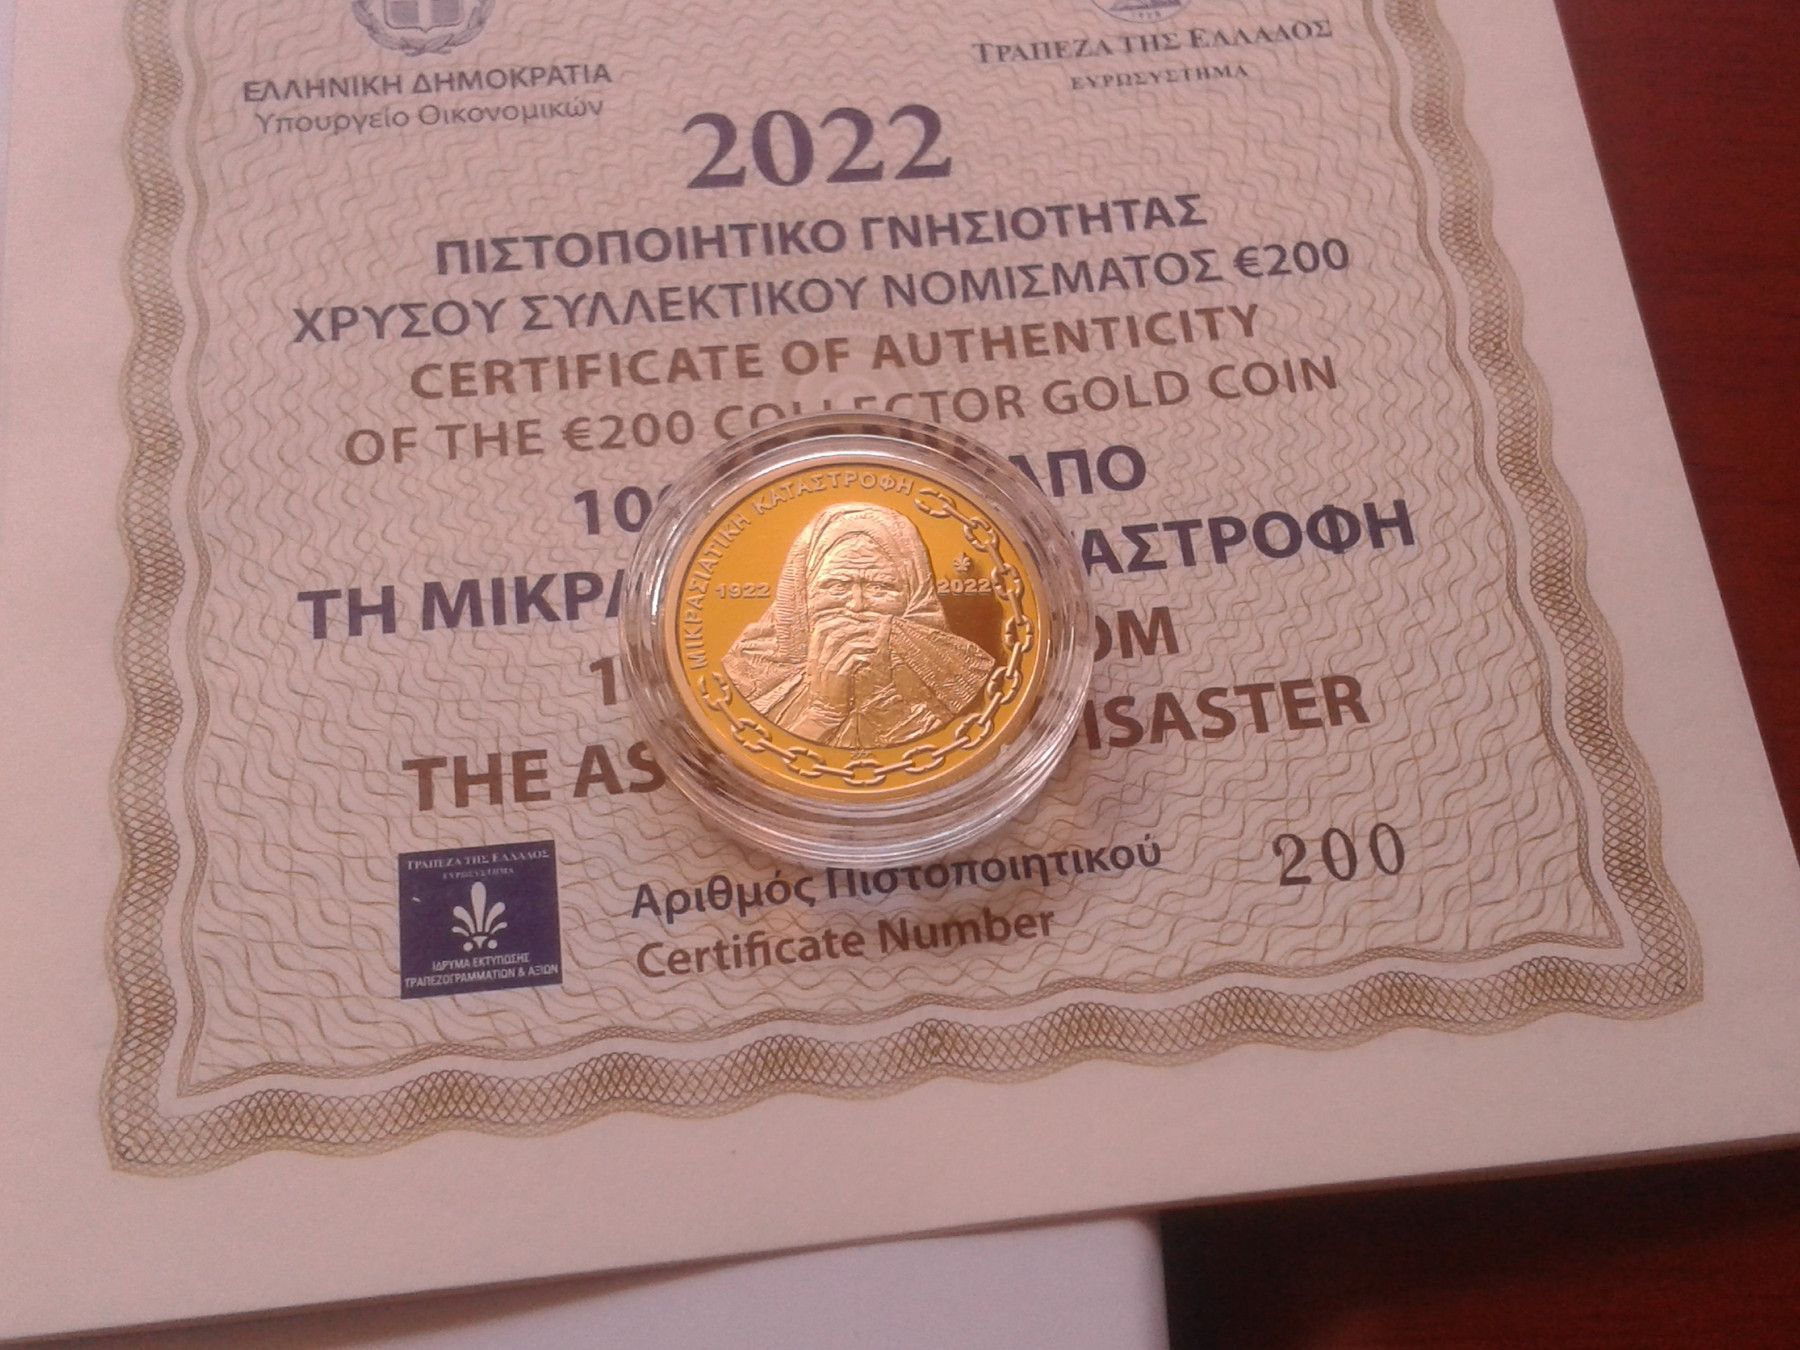 ΕΛΛΗΝΙΚΗ ΔΗΜΟΚΡΑΤΙΑ
Υπουργείο Οικονομικών
ΤΡΑΠΕΖΑ ΤΗΣ ΕΛΛΑΔΟΣ
ΕΥΡΩΣΥΣΤΗΜΑ
2022
ΠΙΣΤΟΠΟΙΗΤΙΚΟ ΓΝΗΣΙΟΤΗΤΑΣ
ΧΡΥΣΟΥ ΣΥΛΛΕΚΤΙΚΟΥ ΝΟΜΙΣΜΑΤΟΣ €200
CERTIFICATE OF AUTHENTICITY
OF THE €200 COLLECTOR GOLD COIN
10 ΑΠΟ
ΤΗ ΜΙΚΡΑ ΑΣΤΡΟΦΗ
1 OM
THE AS ISASTER
ΜΙΚΡΑΣΙΑΤΙΚΗ ΚΑΤΑΣΤΡΟΦΗ
1922 2022
ΤΡΑΠΕΖΑ ΤΗΣ ΕΛΛΑΔΟΣ
ΕΥΡΩΣΥΣΤΗΜΑ
ΙΔΡΥΜΑ ΕΚΤΥΠΩΣΗΣ
ΤΡΑΠΕΖΟΓΡΑΜΜΑΤΙΩΝ & ΑΞΙΩΝ
Αριθμός Πιστοποιητικού 200
Certificate Number